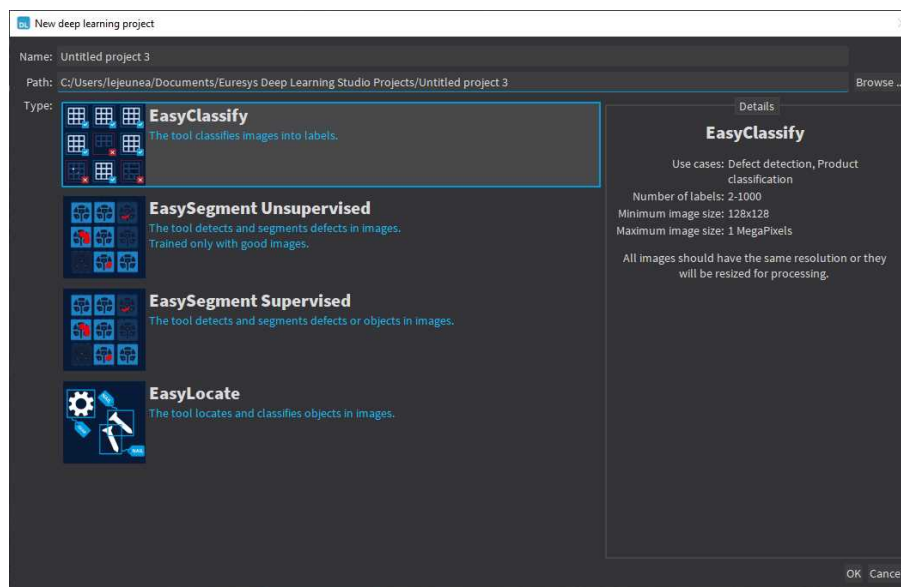 DL New deep learning project
Name: Untitled project 3
Path: C:/Users/lejeunea/Documents/Euresys Deep Learning Studio Projects/Untitled project 3 Browse ..
Type:
EasyClassify
The tool classifies images into labels.
EasySegment Unsupervised
The tool detects and segments defects in images.
Trained only with good images.
EasySegment Supervised
The tool detects and segments defects or objects in images.
EasyLocate
The tool locates and classifies objects in images.
Details
EasyClassify
Use cases: Defect detection, Product
classification
Number of labels: 2-1000
Minimum image size: 128x128
Maximum image size: 1 MegaPixels
All images should have the same resolution or they
will be resized for processing.
OK Cance